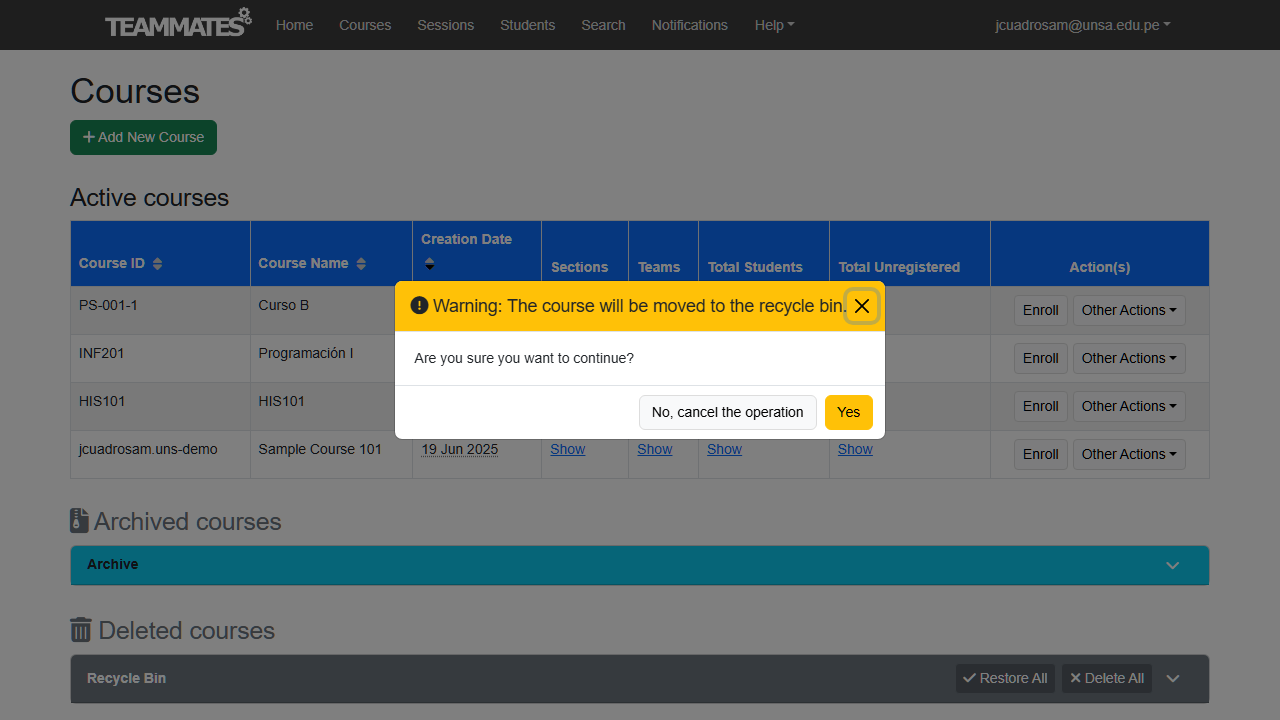 TEAMMATES Home Courses Sessions Students Search Notifications Help jcuadrosam@unsa.edu.pe
Courses
Add New Course
Active courses
Course ID Course Name Creation Date Sections Teams Total Students Total Unregistered Action(s)
PS-001-1 Curso B Enroll Other Actions
INF201 Programación I Enroll Other Actions
HIS101 HIS101 Enroll Other Actions
jcuadrosam.uns-demo Sample Course 101 19 Jun 2025 Show Show Show Show Enroll Other Actions
Warning: The course will be moved to the recycle bin.
Are you sure you want to continue?
No, cancel the operation Yes
Archived courses
Archive
Deleted courses
Recycle Bin Restore All Delete All